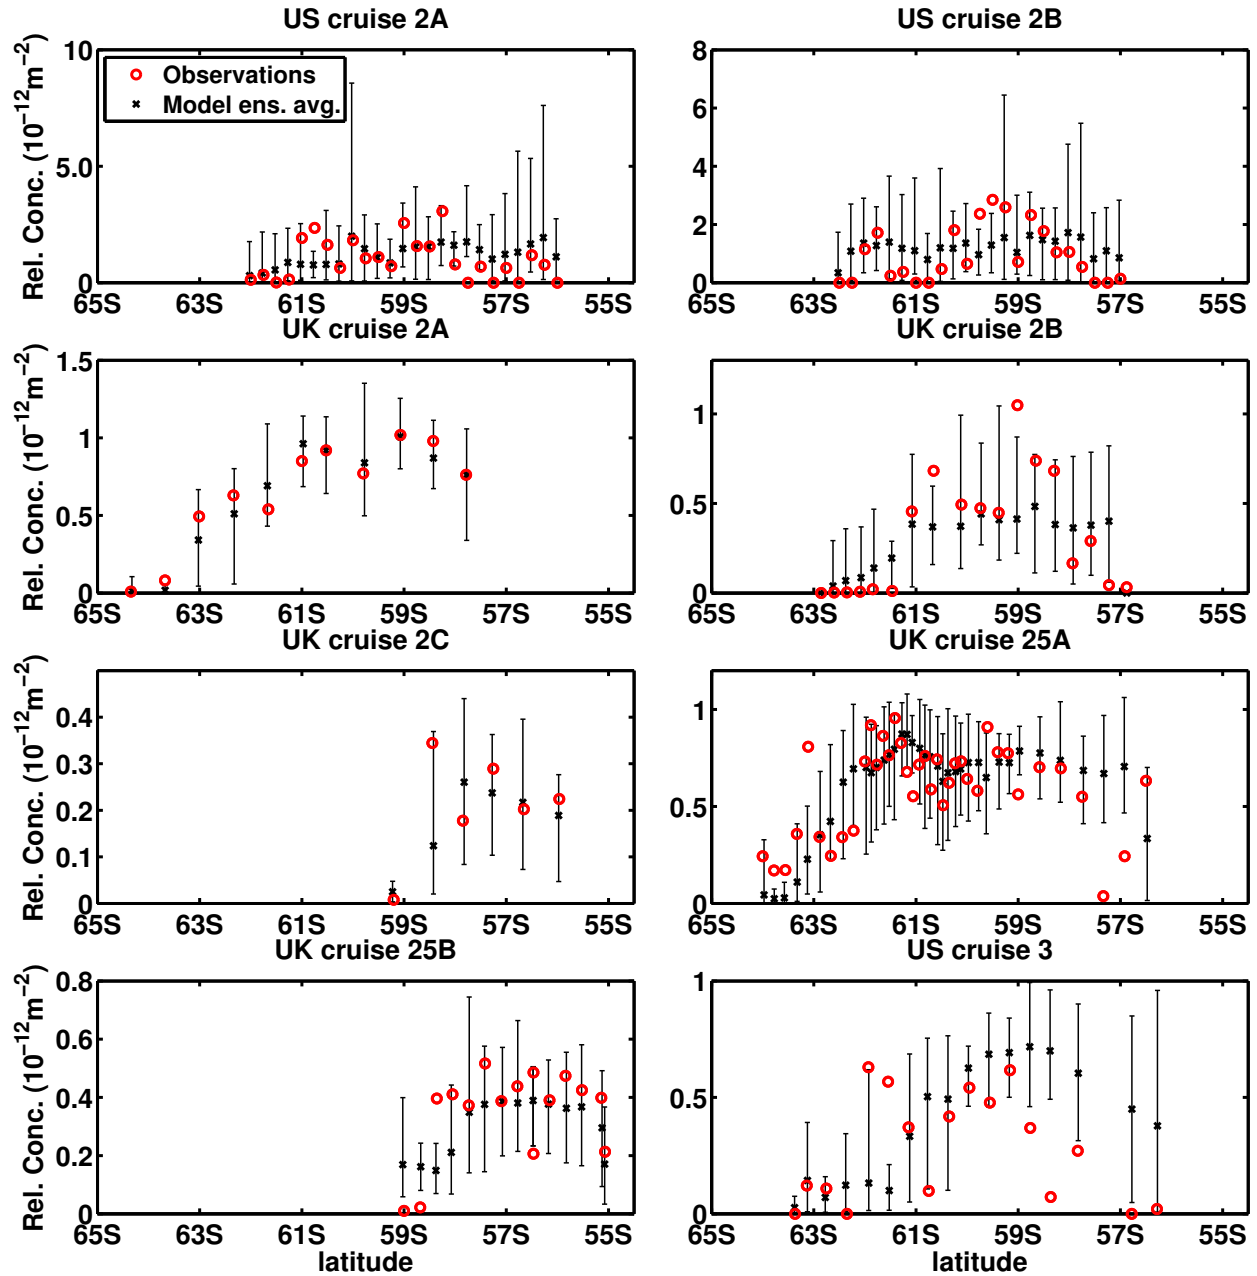 US cruise 2A
US cruise 2B
Rel. Conc. (10⁻¹²m⁻²)
10
5.0
0
Observations
Model ens. avg.
65S 63S 61S 59S 57S 55S
8
6
4
2
0
65S 63S 61S 59S 57S 55S
UK cruise 2A
UK cruise 2B
Rel. Conc. (10⁻¹²m⁻²)
1.5
1
0.5
0
65S 63S 61S 59S 57S 55S
1
0.5
0
65S 63S 61S 59S 57S 55S
UK cruise 2C
UK cruise 25A
Rel. Conc. (10⁻¹²m⁻²)
0.4
0.3
0.2
0.1
0
65S 63S 61S 59S 57S 55S
1
0.5
0
65S 63S 61S 59S 57S 55S
UK cruise 25B
US cruise 3
Rel. Conc. (10⁻¹²m⁻²)
0.8
0.6
0.4
0.2
0
65S 63S 61S 59S 57S 55S
latitude
1
0.5
0
65S 63S 61S 59S 57S 55S
latitude